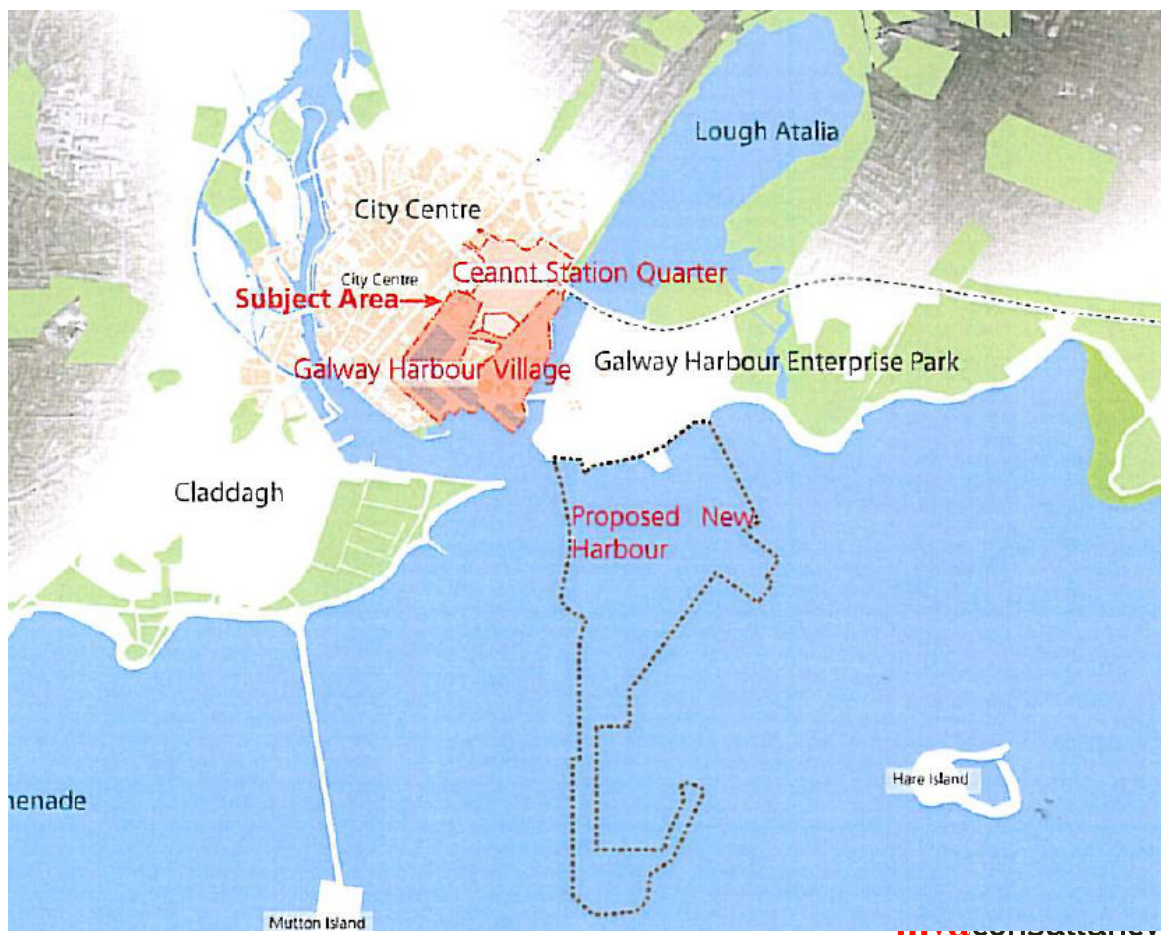 Lough Atalia
City Centre
Ceannt Station Quarter
City Centre
Subject Area
Galway Harbour Village
Galway Harbour Enterprise Park
Claddagh
Proposed New
Harbour
Hare Island
nenade
Mutton Island